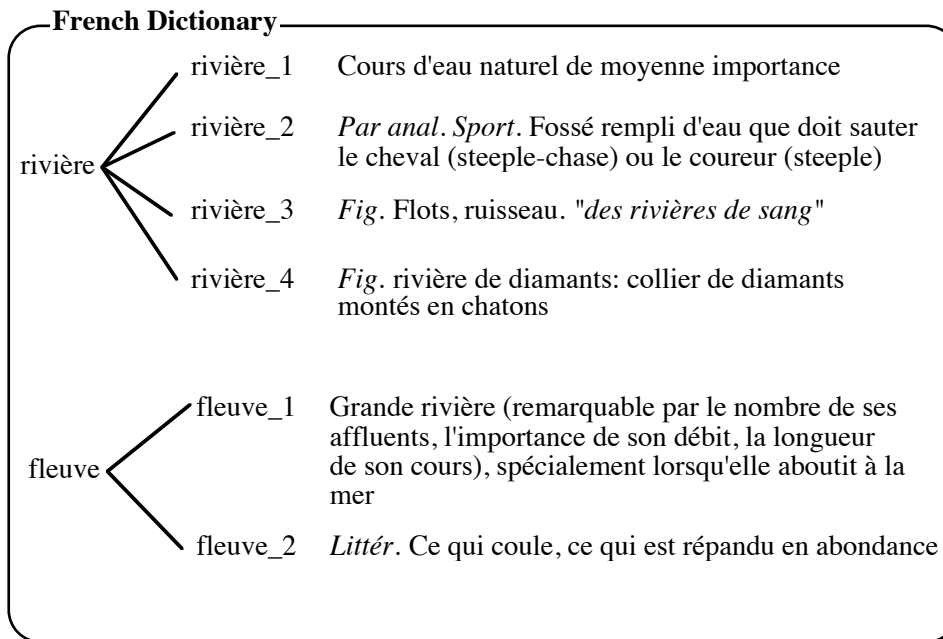 French Dictionary
rivière
rivière_1 Cours d'eau naturel de moyenne importance
rivière_2 Par anal. Sport. Fossé rempli d'eau que doit sauter
le cheval (steeple-chase) ou le coureur (steeple)
rivière_3 Fig. Flots, ruisseau. "des rivières de sang"
rivière_4 Fig. rivière de diamants: collier de diamants
montés en chatons
fleuve
fleuve_1 Grande rivière (remarquable par le nombre de ses
affluents, l'importance de son débit, la longueur
de son cours), spécialement lorsqu'elle aboutit à la
mer
fleuve_2 Littér. Ce qui coule, ce qui est répandu en abondance